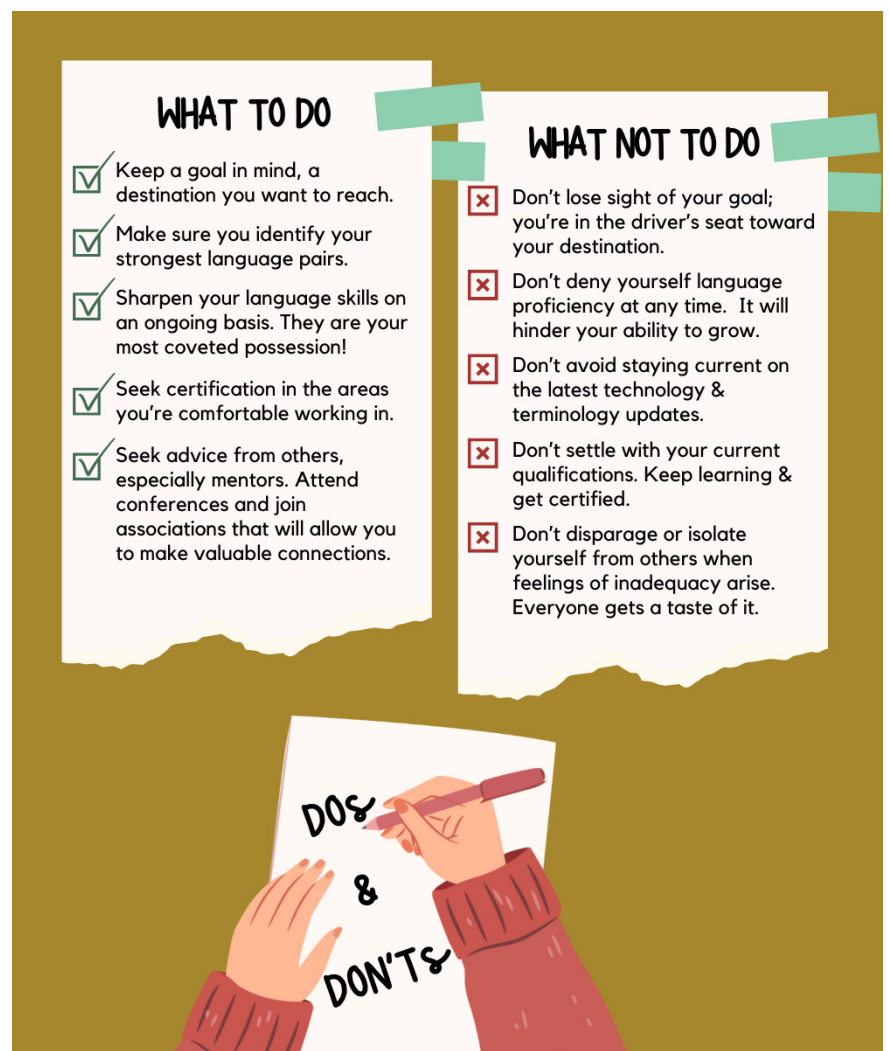 WHAT TO DO
Keep a goal in mind, a
destination you want to reach.
Make sure you identify your
strongest language pairs.
Sharpen your language skills on
an ongoing basis. They are your
most coveted possession!
Seek certification in the areas
you're comfortable working in.
Seek advice from others,
especially mentors. Attend
conferences and join
associations that will allow you
to make valuable connections.
WHAT NOT TO DO
Don't lose sight of your goal;
you're in the driver's seat toward
your destination.
Don't deny yourself language
proficiency at any time.  It will
hinder your ability to grow.
Don't avoid staying current on
the latest technology &
terminology updates.
Don't settle with your current
qualifications. Keep learning &
get certified.
Don't disparage or isolate
yourself from others when
feelings of inadequacy arise.
Everyone gets a taste of it.
DOs
&
DON'Ts